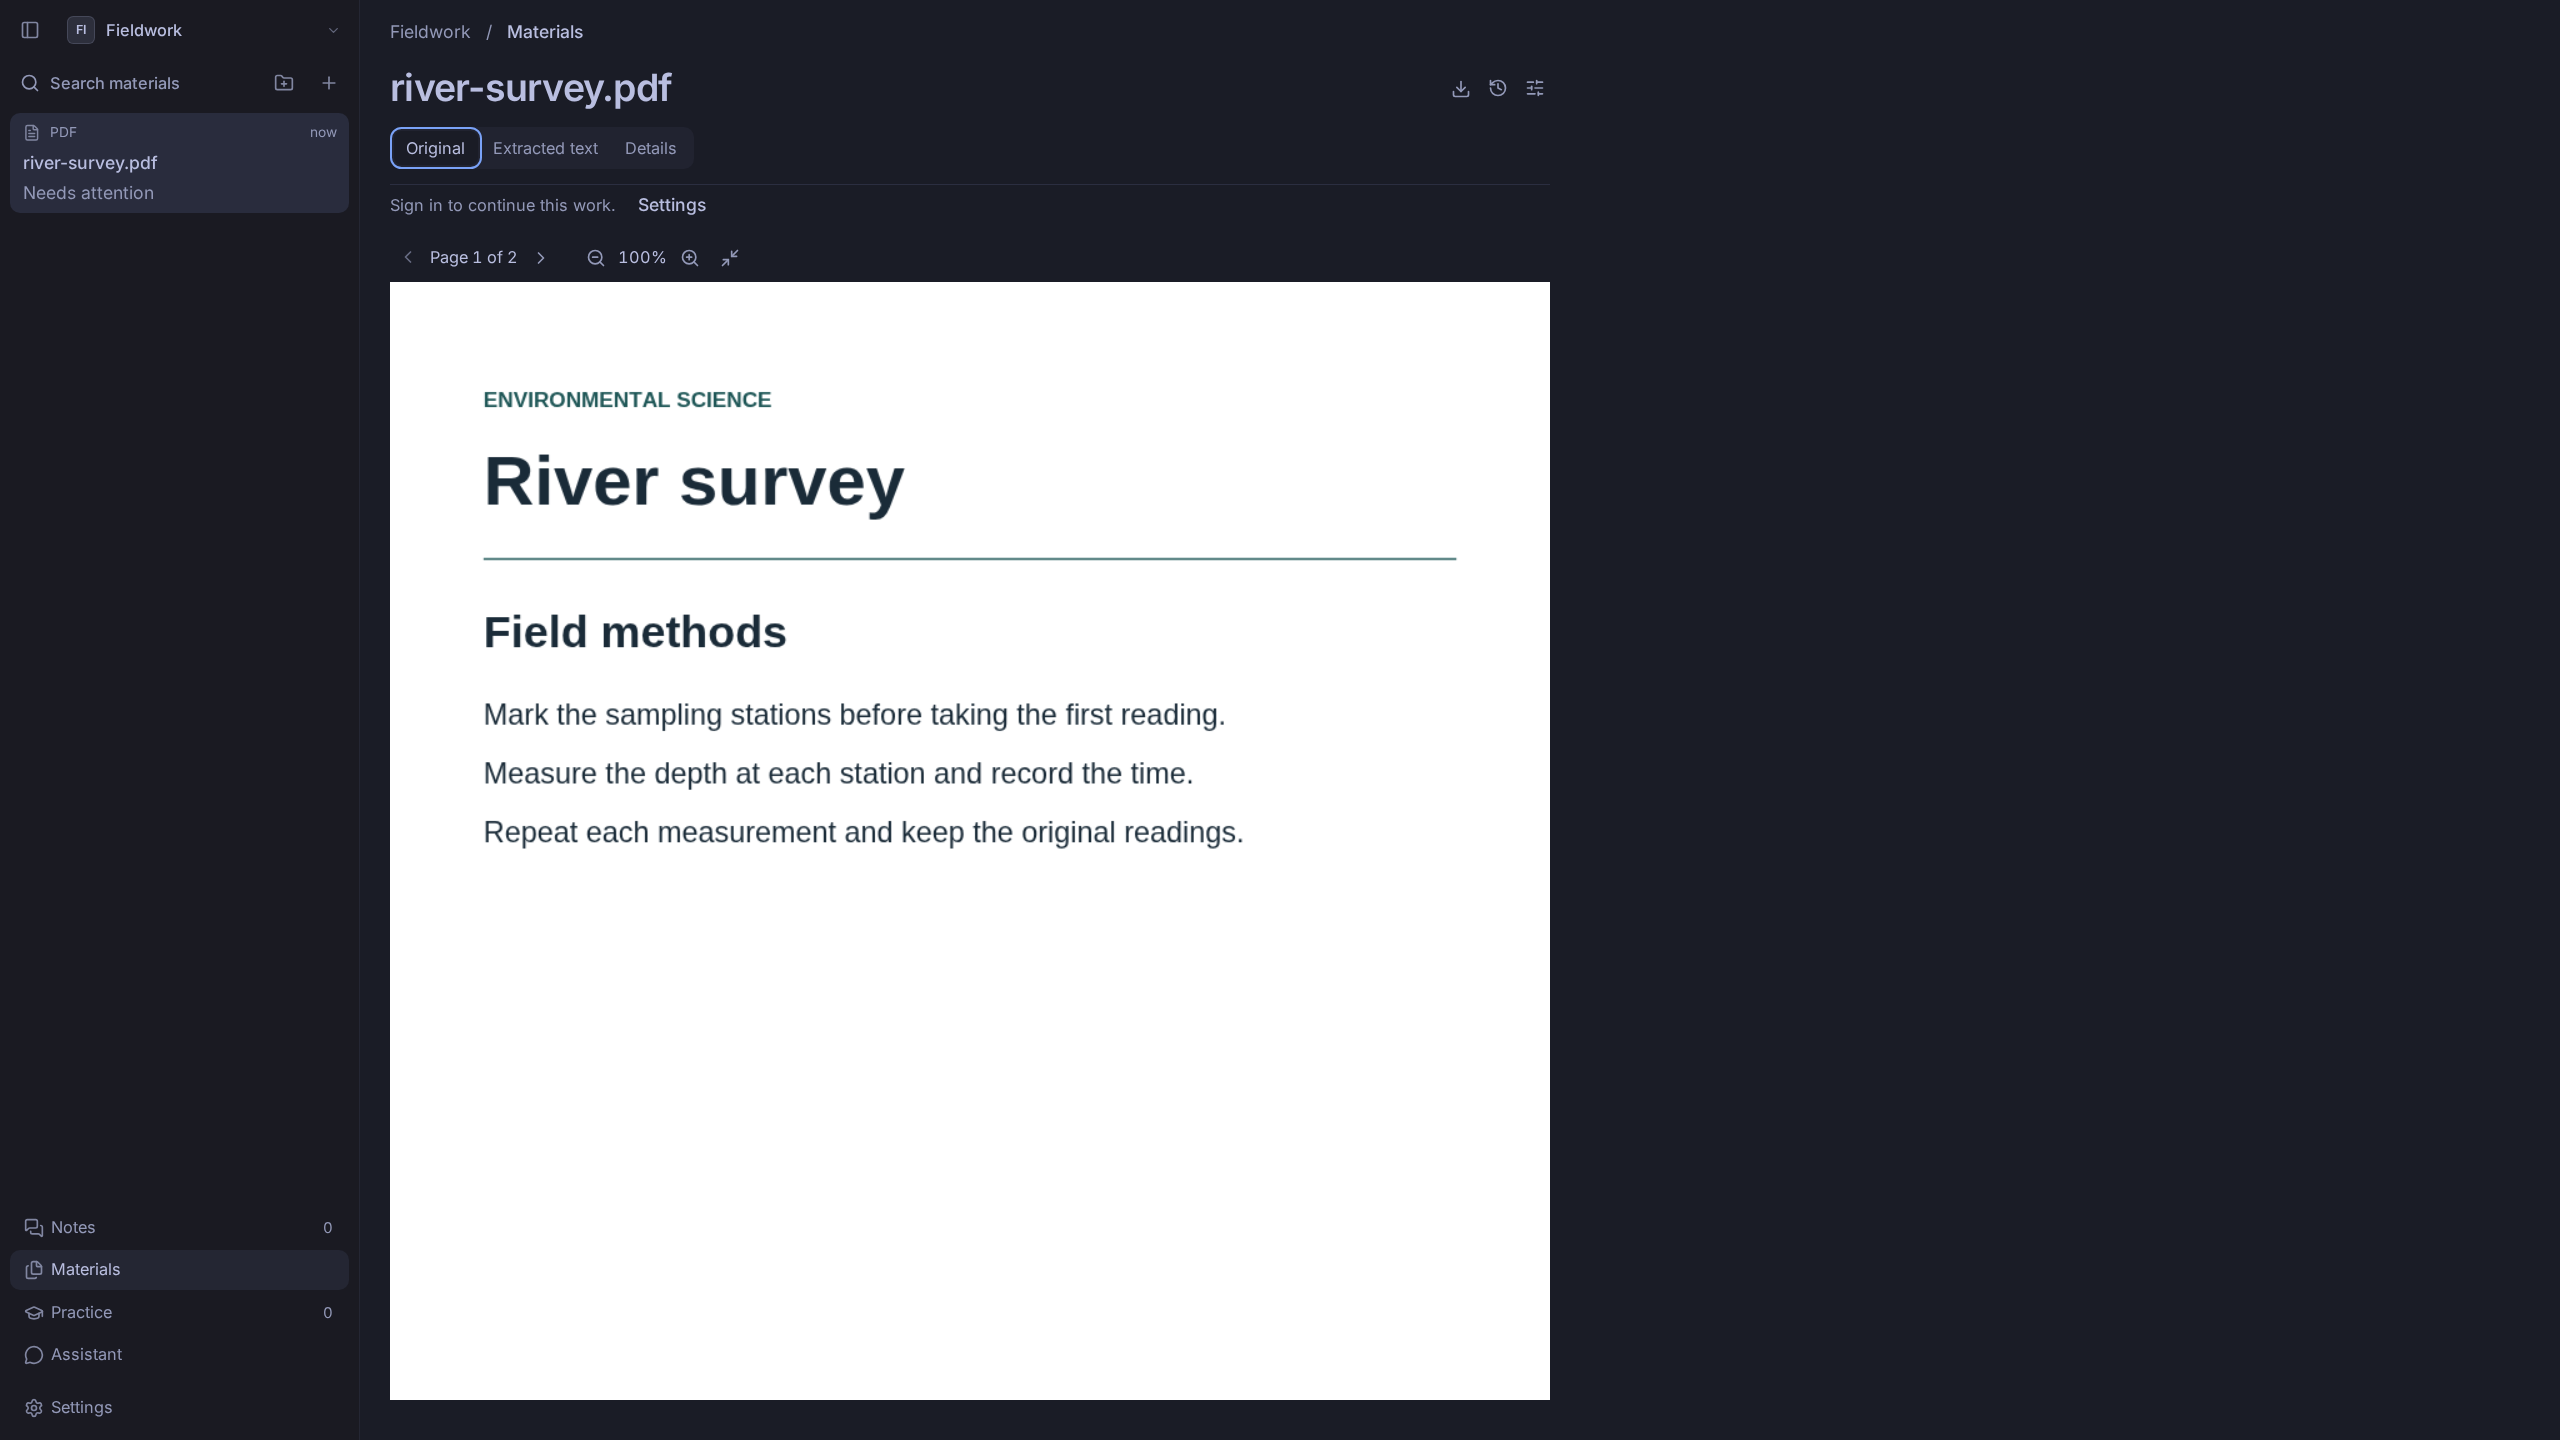 FI Fieldwork
Search materials
PDF now
river-survey.pdf
Needs attention
Notes 0
Materials
Practice 0
Assistant
Settings
Fieldwork / Materials
river-survey.pdf
Original Extracted text Details
Sign in to continue this work. Settings
Page 1 of 2 100%
ENVIRONMENTAL SCIENCE
River survey
Field methods
Mark the sampling stations before taking the first reading.
Measure the depth at each station and record the time.
Repeat each measurement and keep the original readings.